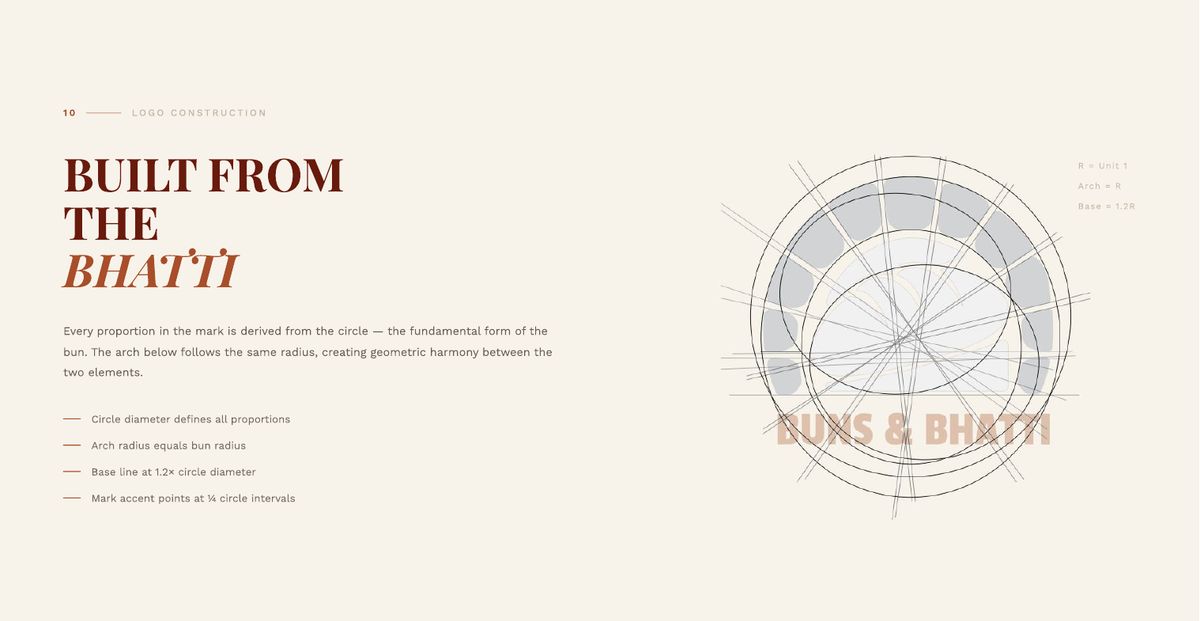 10 LOGO CONSTRUCTION
BUILT FROM
THE
BHATTI
Every proportion in the mark is derived from the circle — the fundamental form of the
bun. The arch below follows the same radius, creating geometric harmony between the
two elements.
Circle diameter defines all proportions
Arch radius equals bun radius
Base line at 1.2× circle diameter
Mark accent points at ¼ circle intervals
R = Unit 1
Arch = R
Base = 1.2R
BUNS & BHATTI